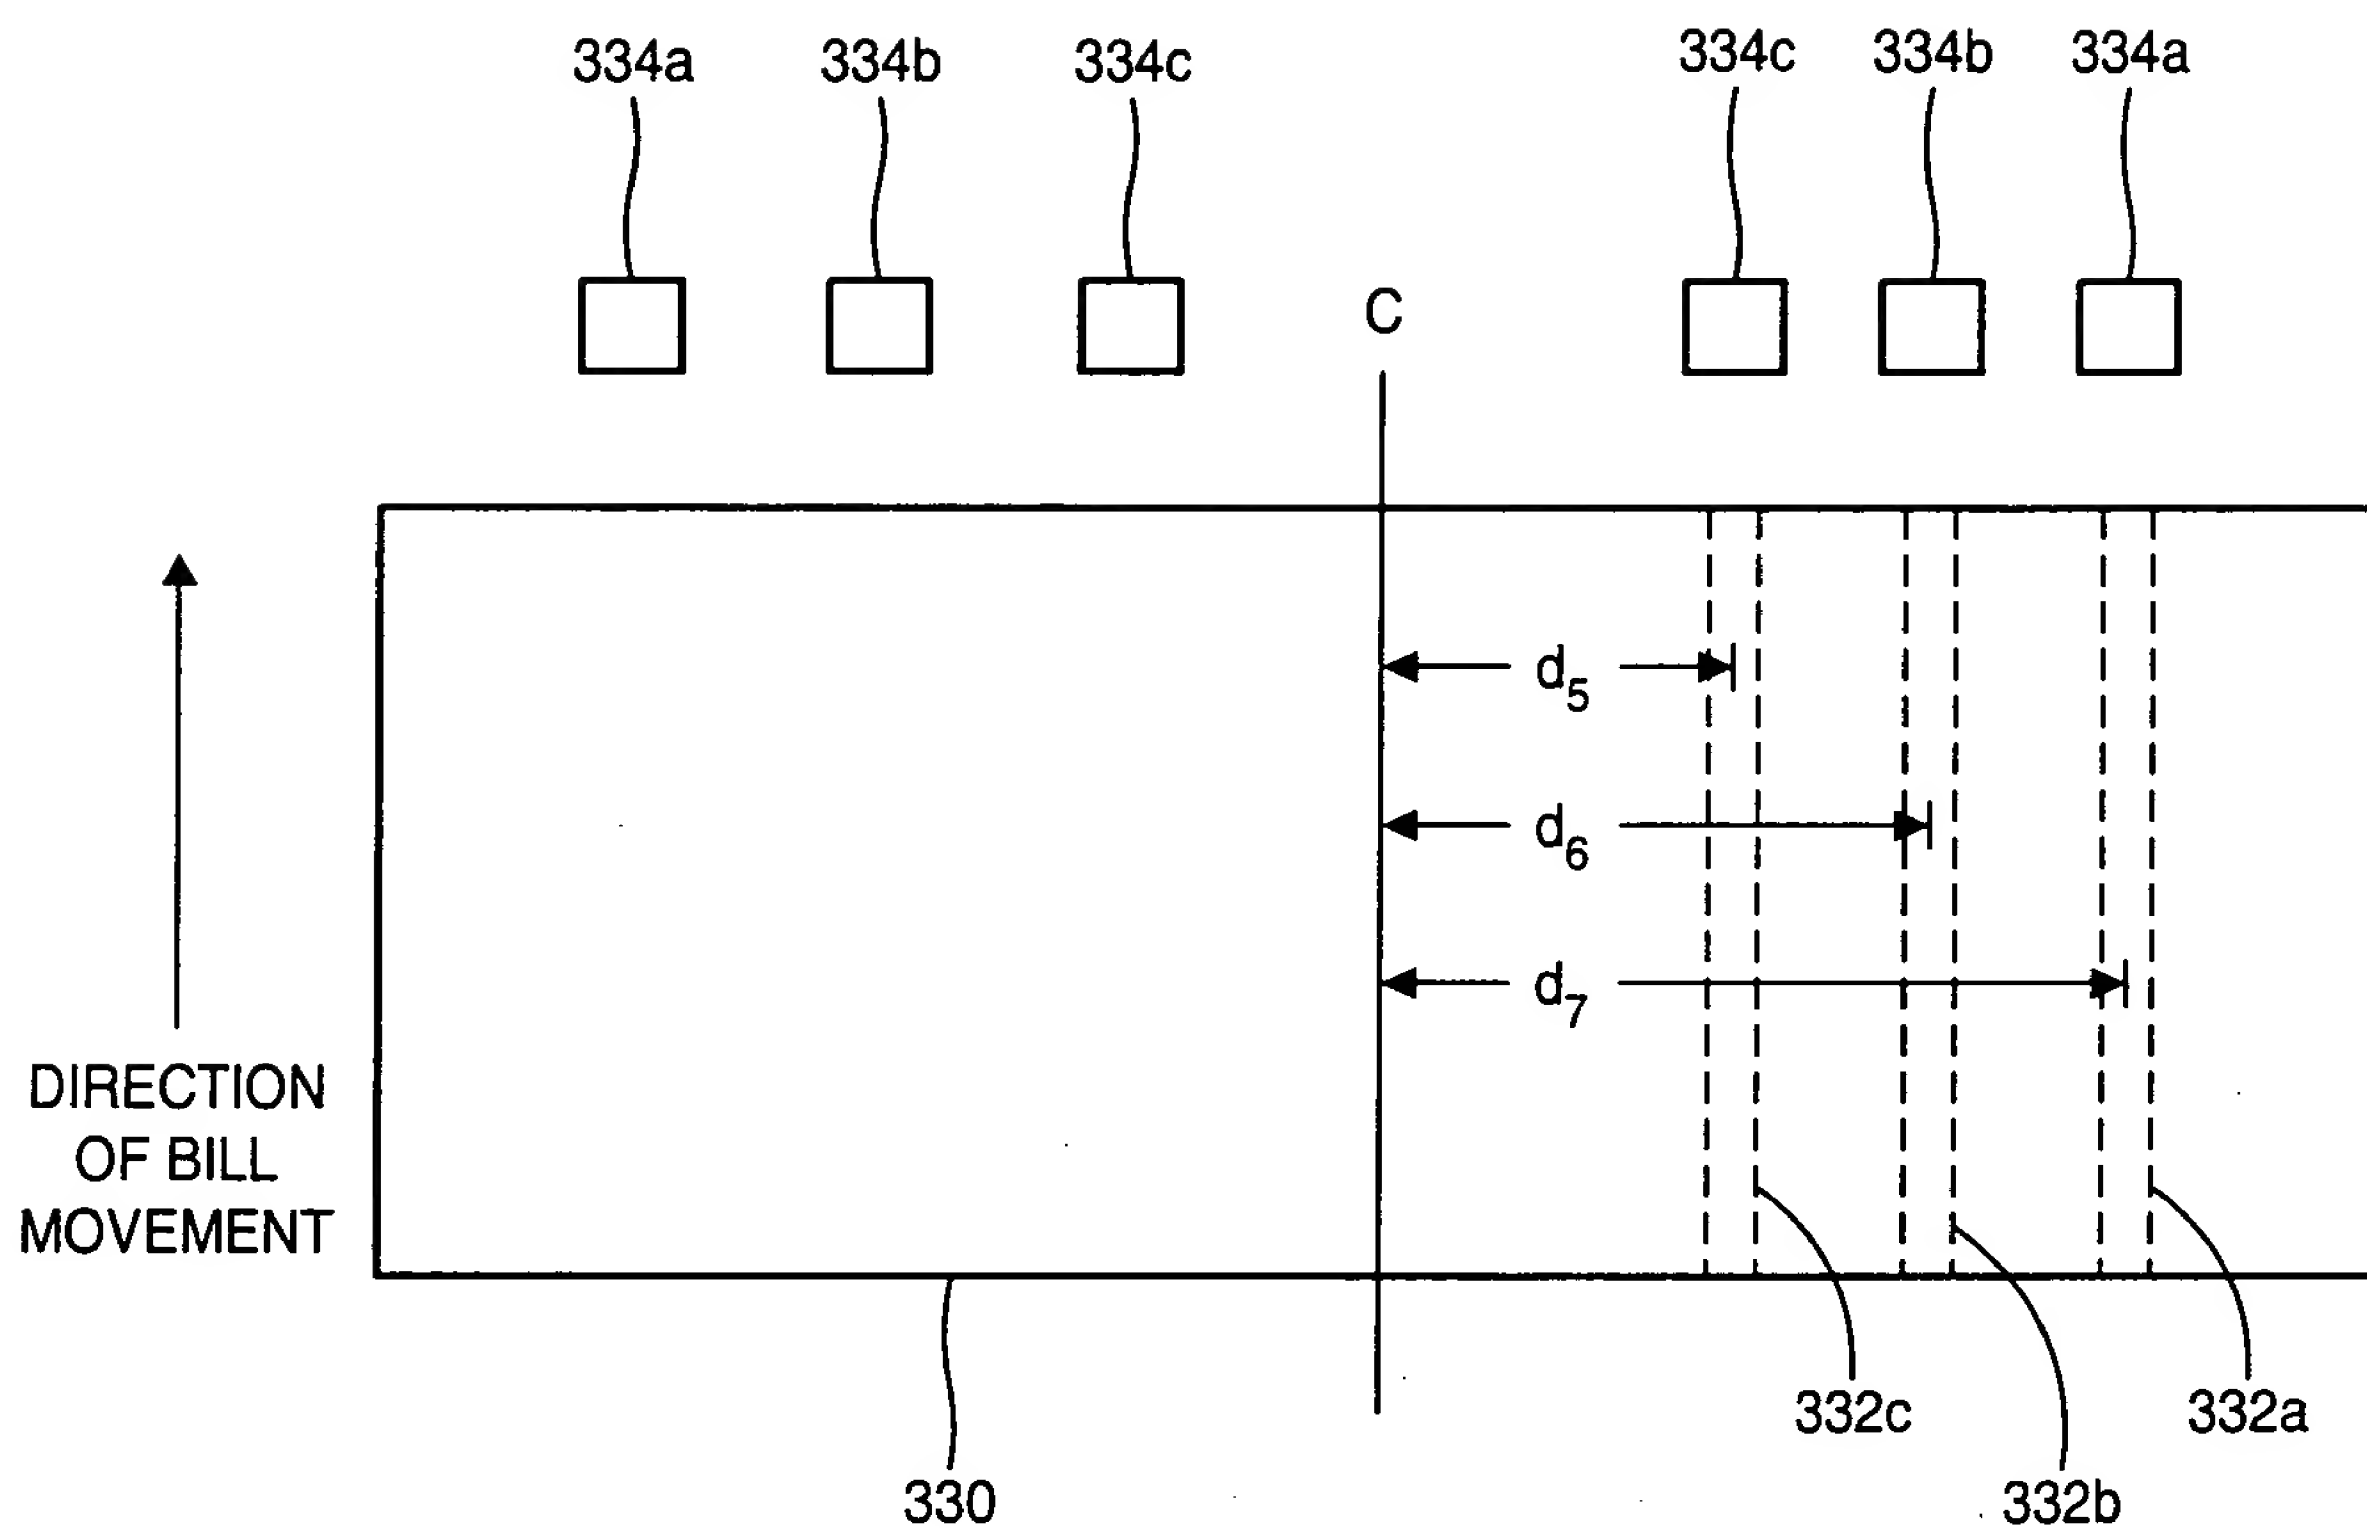 334a 334b 334c 334c 334b 334a
C
d5
d6
d7
DIRECTION
OF BILL
MOVEMENT
332c 332a
330 332b